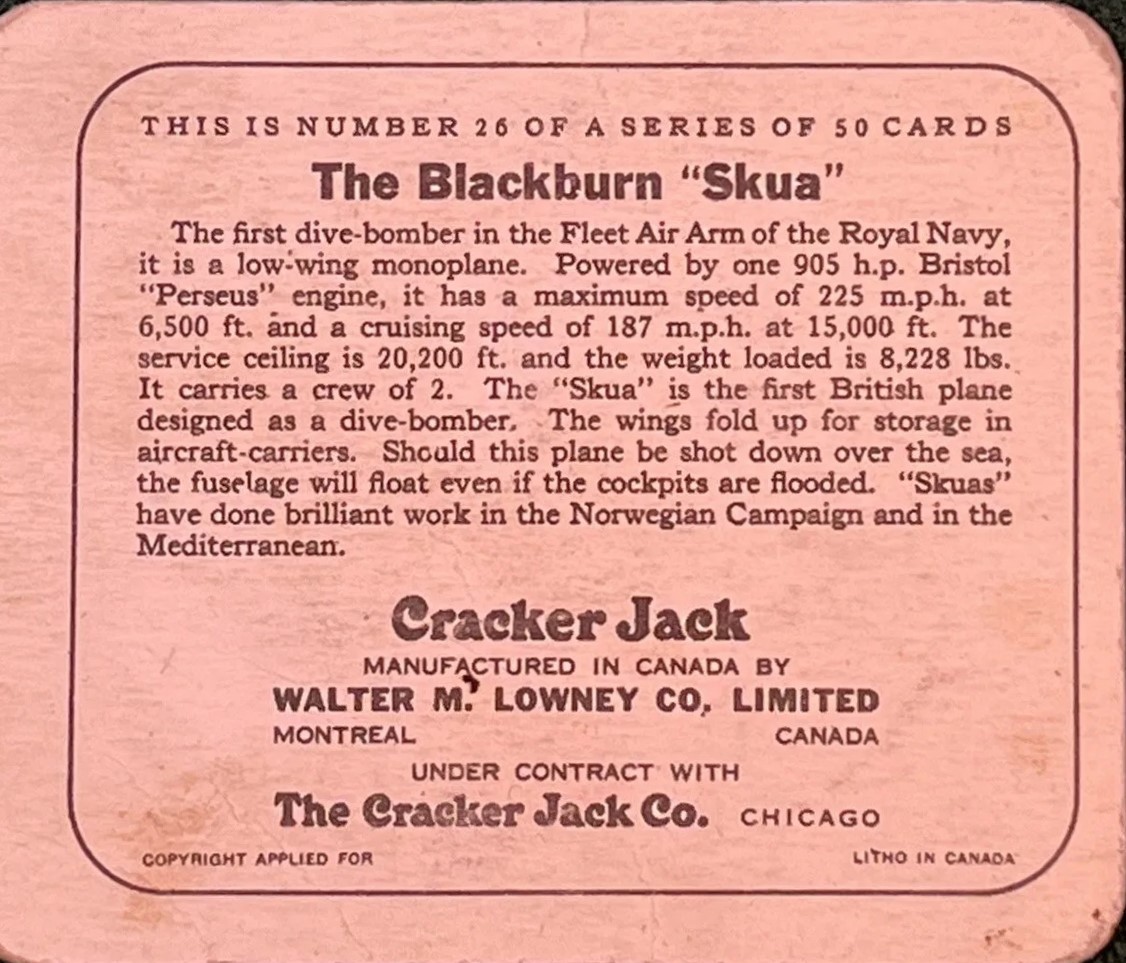 THIS IS NUMBER 26 OF A SERIES OF 50 CARDS
The Blackburn "Skua"
The first dive-bomber in the Fleet Air Arm of the Royal Navy,
it is a low-wing monoplane. Powered by one 905 h.p. Bristol
"Perseus" engine, it has a maximum speed of 225 m.p.h. at
6,500 ft. and a cruising speed of 187 m.p.h. at 15,000 ft. The
service ceiling is 20,200 ft. and the weight loaded is 8,228 lbs.
It carries a crew of 2. The "Skua" is the first British plane
designed as a dive-bomber. The wings fold up for storage in
aircraft-carriers. Should this plane be shot down over the sea,
the fuselage will float even if the cockpits are flooded. "Skuas"
have done brilliant work in the Norwegian Campaign and in the
Mediterranean.
Cracker Jack
MANUFACTURED IN CANADA BY
WALTER M. LOWNEY CO. LIMITED
MONTREAL CANADA
UNDER CONTRACT WITH
The Cracker Jack Co. CHICAGO
COPYRIGHT APPLIED FOR LITHO IN CANADA